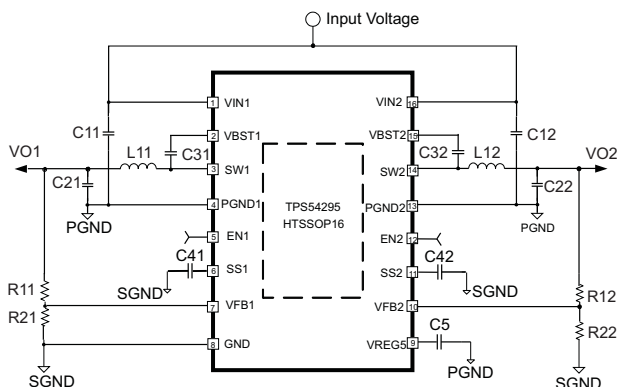 Input Voltage
1 VIN1 VIN2 16
C11 C12
2 VBST1 VBST2 15
VO1 L11 C31 C32 L12 VO2
3 SW1 SW2 14
C21 C22
TPS54295
HTSSOP16
4 PGND1 PGND2 13
PGND PGND
5 EN1 EN2 12
C41 C42
6 SS1 SS2 11
SGND SGND
R11 R12
7 VFB1 VFB2 10
R21 R22
C5
8 GND VREG5 9
SGND PGND SGND